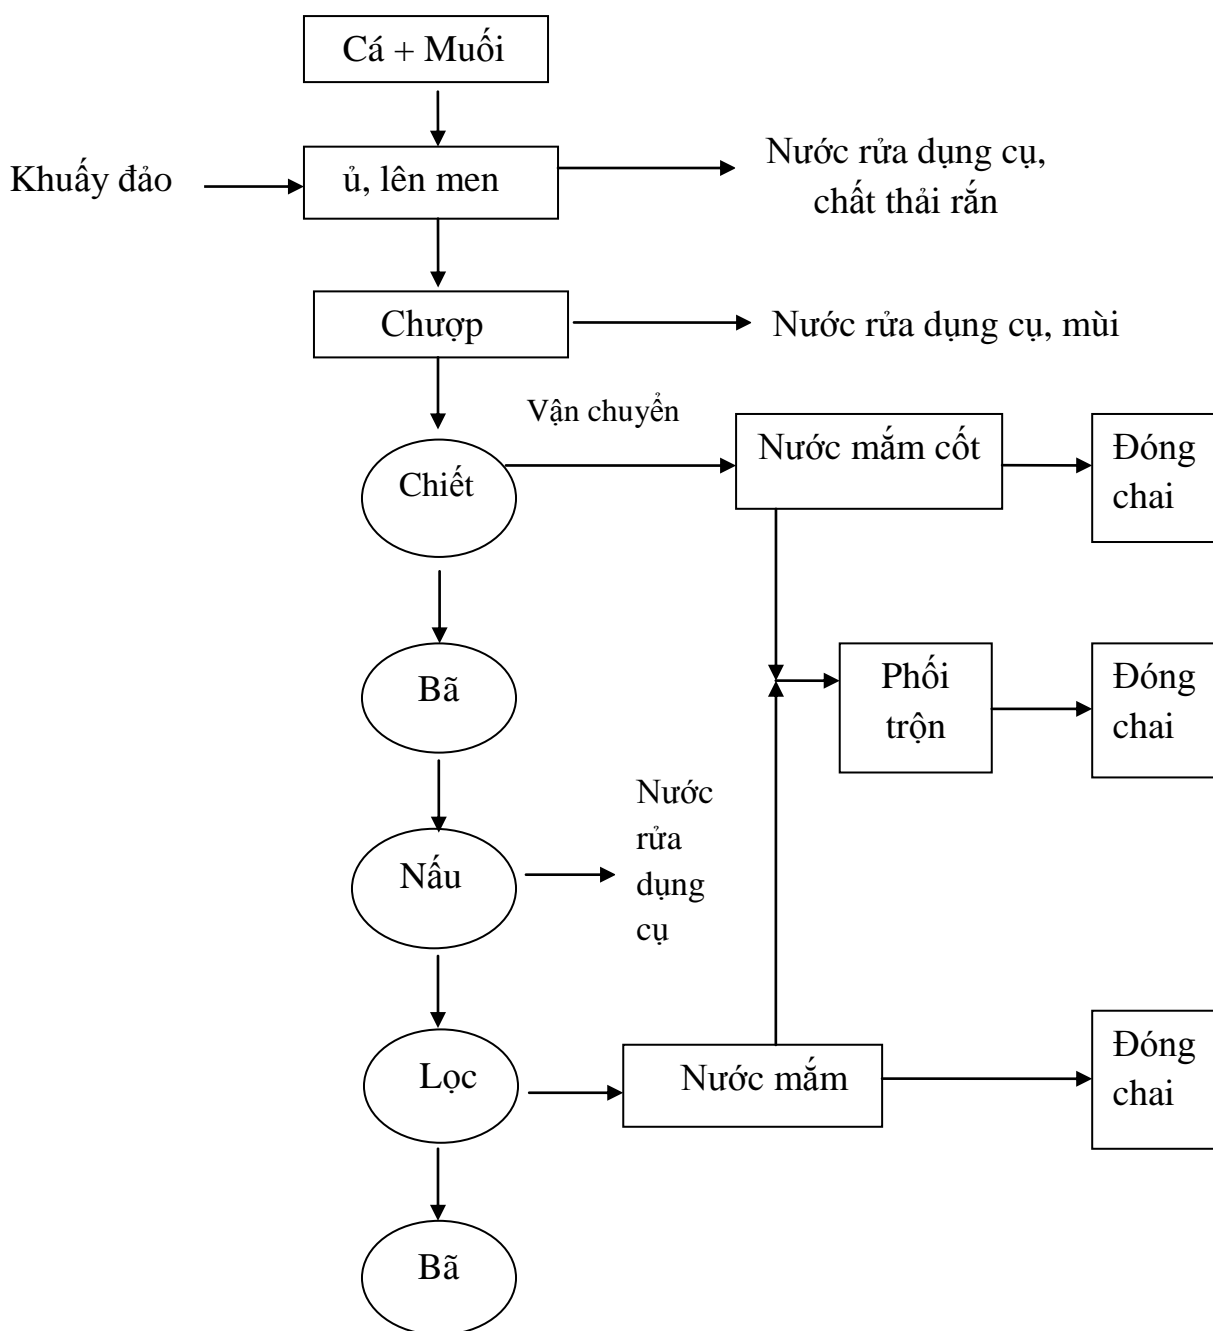 Cá + Muối
Khuấy đảo
ủ, lên men
Nước rửa dụng cụ,
chất thải rắn
Chượp
Nước rửa dụng cụ, mùi
Vận chuyển
Chiết
Nước mắm cốt
Đóng
chai
Bã
Phối
trộn
Đóng
chai
Nấu
Nước
rửa
dụng
cụ
Lọc
Nước mắm
Đóng
chai
Bã